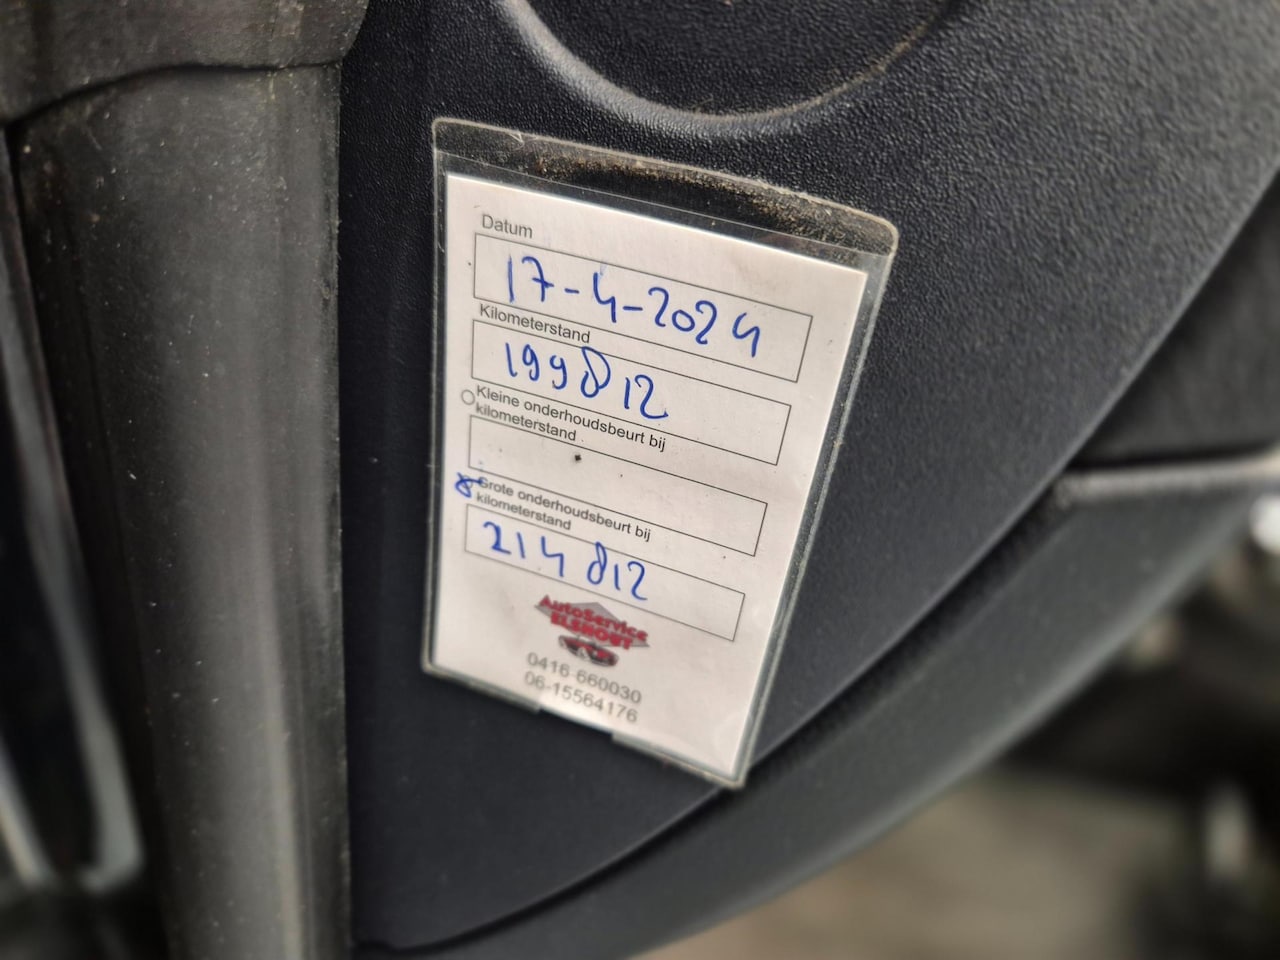 Datum
17-4-2024
Kilometerstand
199812
Kleine onderhoudsbeurt bij
kilometerstand
Grote onderhoudsbeurt bij
kilometerstand
214812
AutoService
ELSHOUT
0416-660030
06-15564176